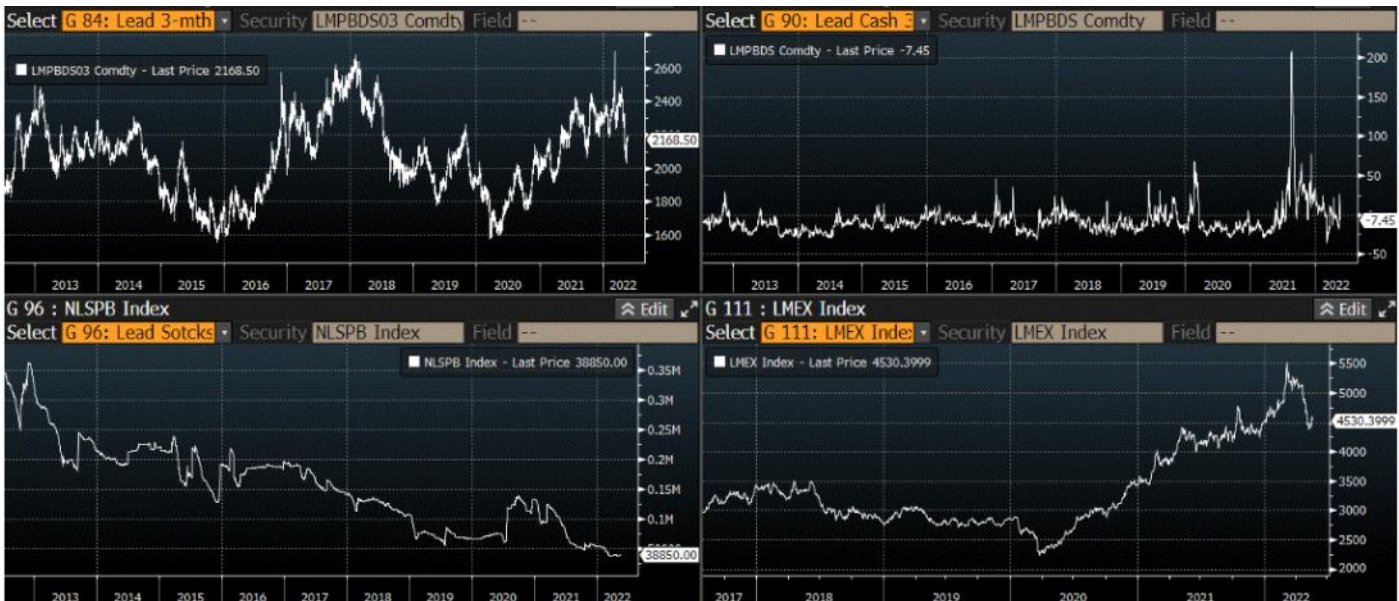 Select G 84: Lead 3-mth Security LMPBDS03 Comdty Field --
LMPBDS03 Comdty - Last Price 2168.50
2600
2400
2168.50
2000
1800
1600
2013 2014 2015 2016 2017 2018 2019 2020 2021 2022
Select G 90: Lead Cash 3 Security LMPBDS Comdty Field --
LMPBDS Comdty - Last Price -7.45
200
150
100
50
-7.45
-50
2013 2014 2015 2016 2017 2018 2019 2020 2021 2022
G 96 : NLSPB Index Edit
Select G 96: Lead Sotcks Security NLSPB Index Field --
NLSPB Index - Last Price 38850.00
0.35M
0.3M
0.25M
0.2M
0.15M
0.1M
38850.00
2013 2014 2015 2016 2017 2018 2019 2020 2021 2022
G 111 : LMEX Index Edit
Select G 111: LMEX Index Security LMEX Index Field --
LMEX Index - Last Price 4530.3999
5500
5000
4530.3999
4000
3500
3000
2500
2000
2017 2018 2019 2020 2021 2022